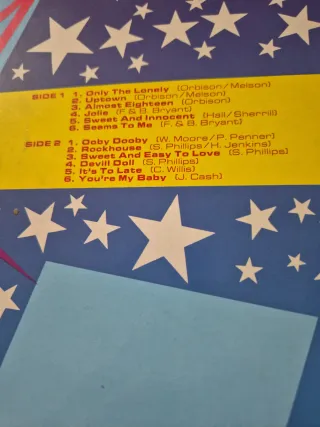 SIDE 1 1. Only The Lonely (Orbison/Melson)
2. Uptown (Orbison/Melson)
3. Almost Eighteen (Orbison)
4. Jolie (F. & B. Bryant)
5. Sweet And Innocent (Hall/Sherrill)
6. Seems To Me (F. & B. Bryant)
SIDE 2 1. Ooby Dooby (W. Moore/P. Penner)
2. Rockhouse (S. Phillips/H. Jenkins)
3. Sweet And Easy To Love (S. Phillips)
4. Devill Doll (S. Phillips)
5. It's To Late (C. Willis)
6. You're My Baby (J. Cash)